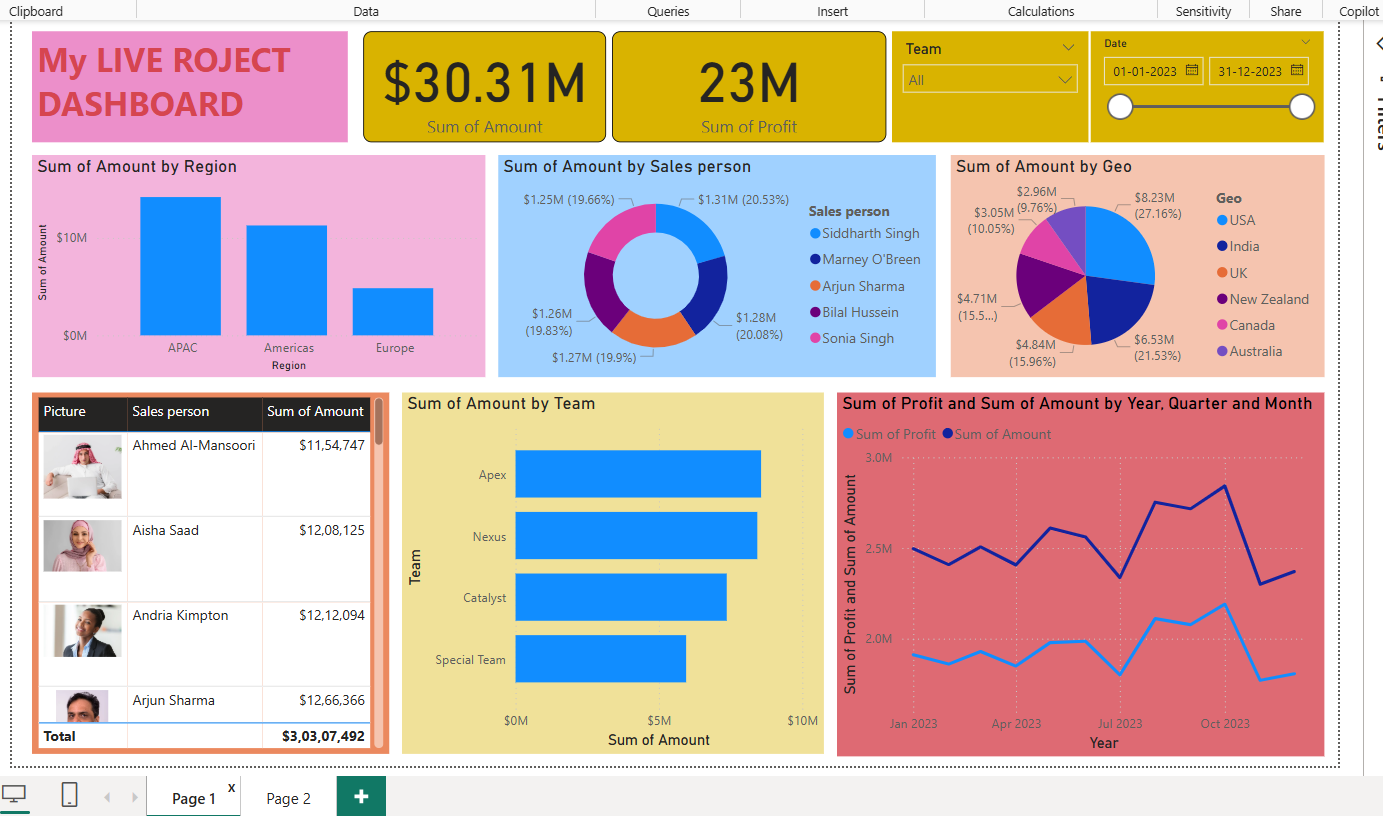 Clipboard
Data
Queries
Insert
Calculations
Sensitivity
Share
Copilot
My LIVE ROJECT
DASHBOARD
$30.31M
Sum of Amount
23M
Sum of Profit
Team
All
Date
01-01-2023
31-12-2023
Filters
Sum of Amount by Region
Sum of Amount
$10M
$0M
APAC
Americas
Europe
Region
Sum of Amount by Sales person
$1.25M (19.66%)
$1.31M (20.53%)
$1.26M
(19.83%)
$1.28M
(20.08%)
$1.27M (19.9%)
Sales person
Siddharth Singh
Marney O'Breen
Arjun Sharma
Bilal Hussein
Sonia Singh
Sum of Amount by Geo
$2.96M
(9.76%)
$8.23M
(27.16%)
$3.05M
(10.05%)
$4.71M
(15.5...)
$4.84M
(15.96%)
$6.53M
(21.53%)
Geo
USA
India
UK
New Zealand
Canada
Australia
Picture Sales person Sum of Amount
Ahmed Al-Mansoori $11,54,747
Aisha Saad $12,08,125
Andria Kimpton $12,12,094
Arjun Sharma $12,66,366
Total $3,03,07,492
Sum of Amount by Team
Team
Apex
Nexus
Catalyst
Special Team
$0M $5M $10M
Sum of Amount
Sum of Profit and Sum of Amount by Year, Quarter and Month
Sum of Profit Sum of Amount
Sum of Profit and Sum of Amount
3.0M
2.5M
2.0M
Jan 2023 Apr 2023 Jul 2023 Oct 2023
Year
Page 1 x
Page 2
+